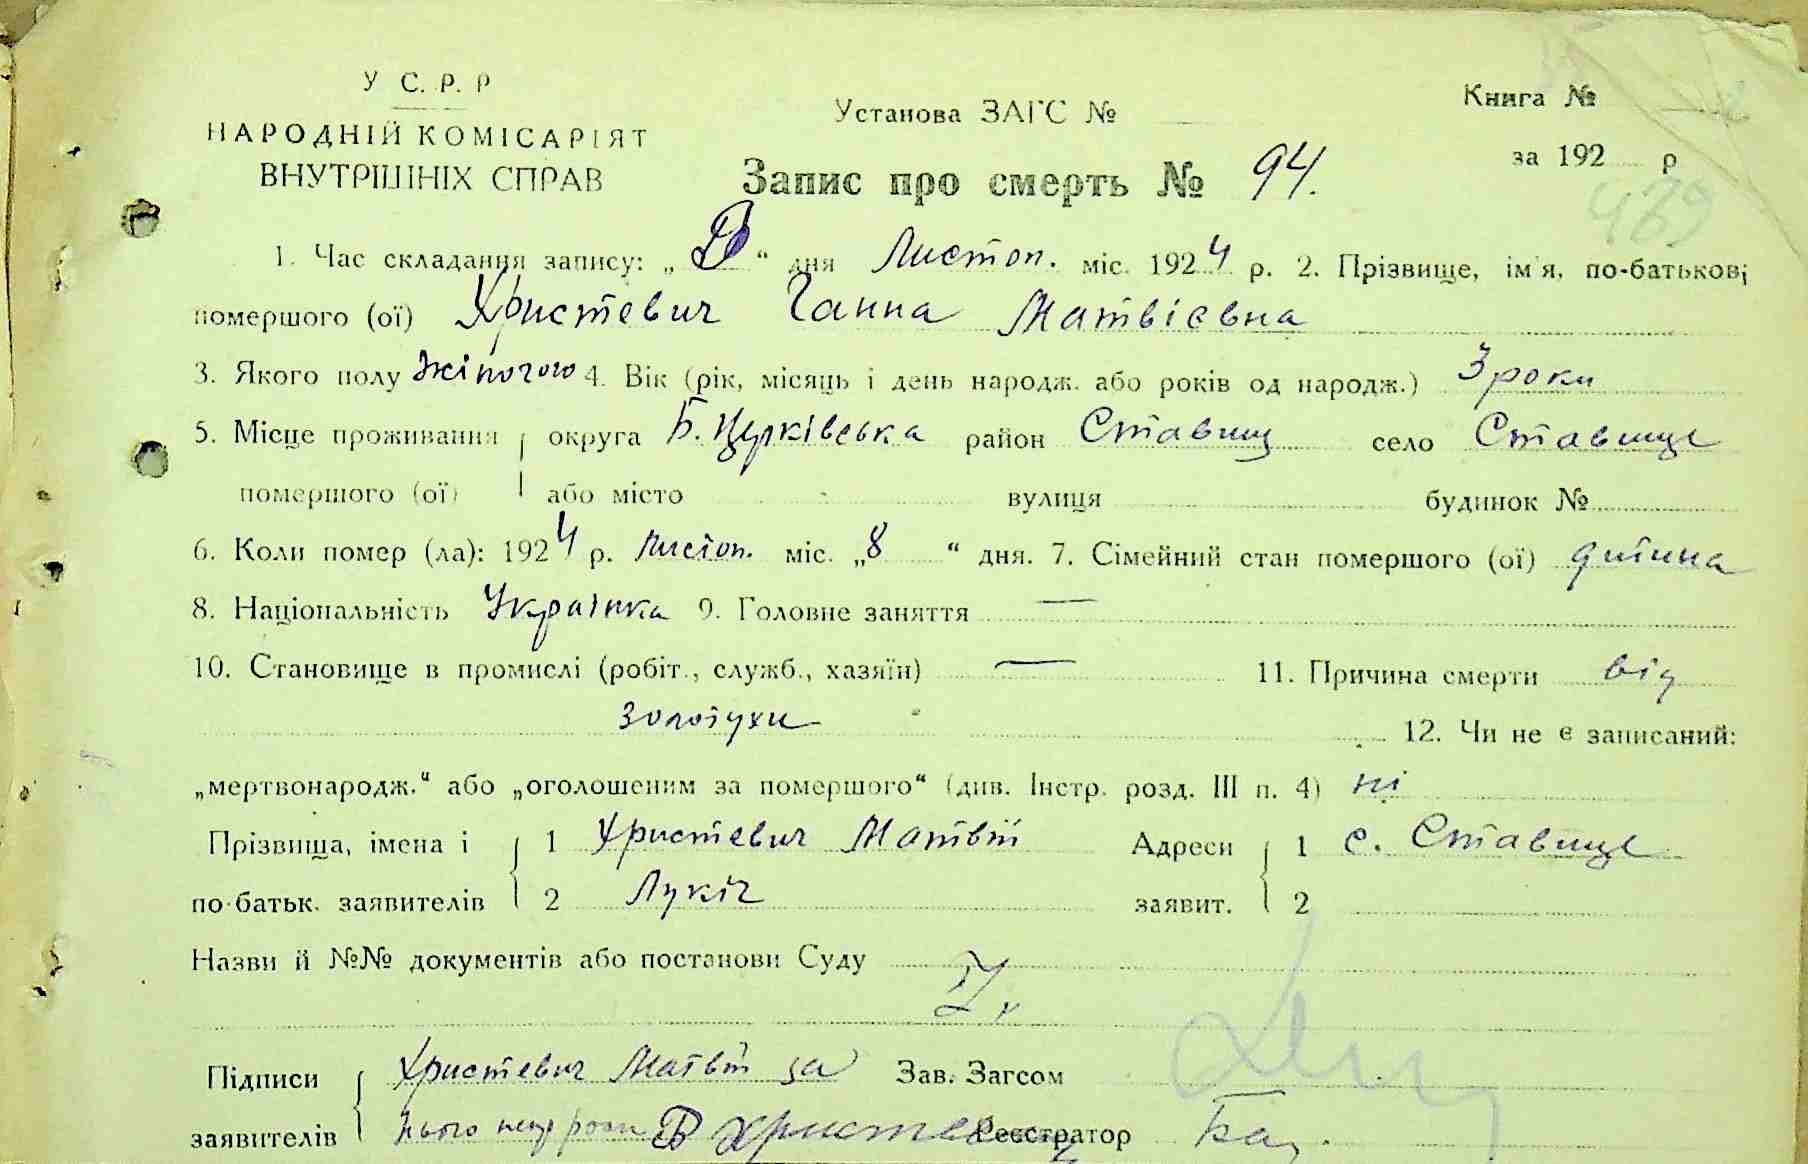 У С. Р. Р
Установа ЗАГС №
Книга №
НАРОДНІЙ КОМІСАРІЯТ
ВНУТРІШНІХ СПРАВ
за 192 р
Запис про смерть № 94.
439
1. Час складання запису: „ “ дня Листоп. міс. 1924 р. 2. Прізвище, ім'я, по-батькові
помершого (ої) Христевич Ганна Матвієвна
3. Якого полу жіночого 4. Вік (рік, місяць і день народж. або років од народж.) 3 роки
5. Місце проживання округа Б. Церківська район Ставищ село Ставище
помершого (ої) або місто вулиця будинок №
6. Коли помер (ла): 1924 р. листоп. міс. „8 “ дня. 7. Сімейний стан помершого (ої) дитина
8. Національність Українка 9. Головне заняття —
10. Становище в промислі (робіт., служб., хазяїн) — 11. Причина смерти від
золотухи
12. Чи не є записаний:
„мертвонародж.“ або „оголошеним за помершого“ (див. Інстр. розд. III п. 4) ні
Прізвища, імена і 1 Христевич Матвій Адреси 1 с. Ставище
по-батьк. заявителів 2 Лукіч заявит. 2
Назви й №№ документів або постанови Суду
Підписи Христевич Матвій за Зав. Загсом
заявителів нього В Христевич Реєстратор